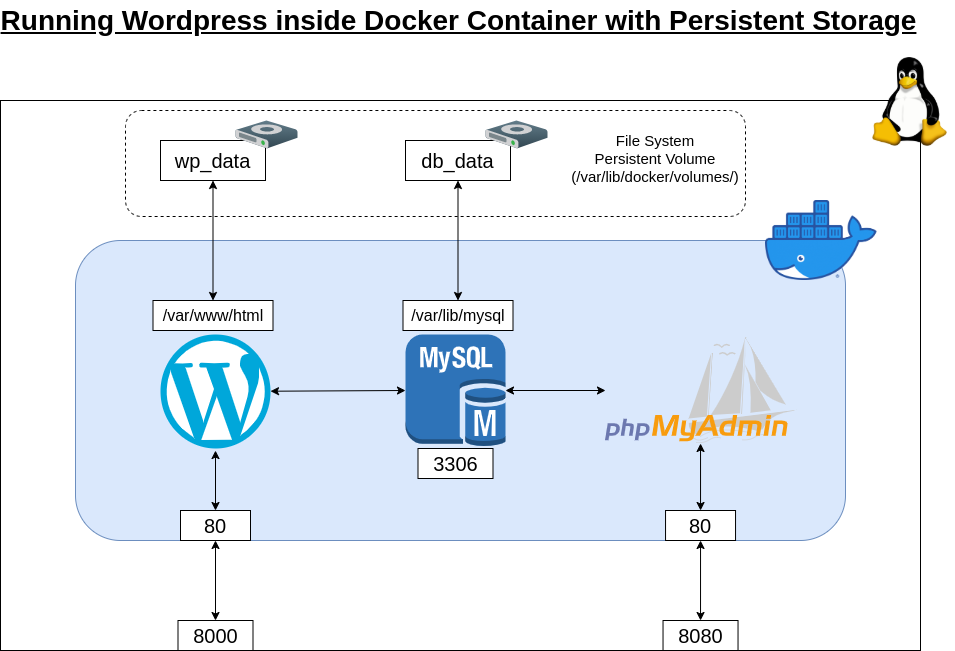 Running Wordpress inside Docker Container with Persistent Storage
wp_data
db_data
File System
Persistent Volume
(/var/lib/docker/volumes/)
/var/www/html
/var/lib/mysql
W
MySQL
M
phpMyAdmin
3306
80
80
8000
8080